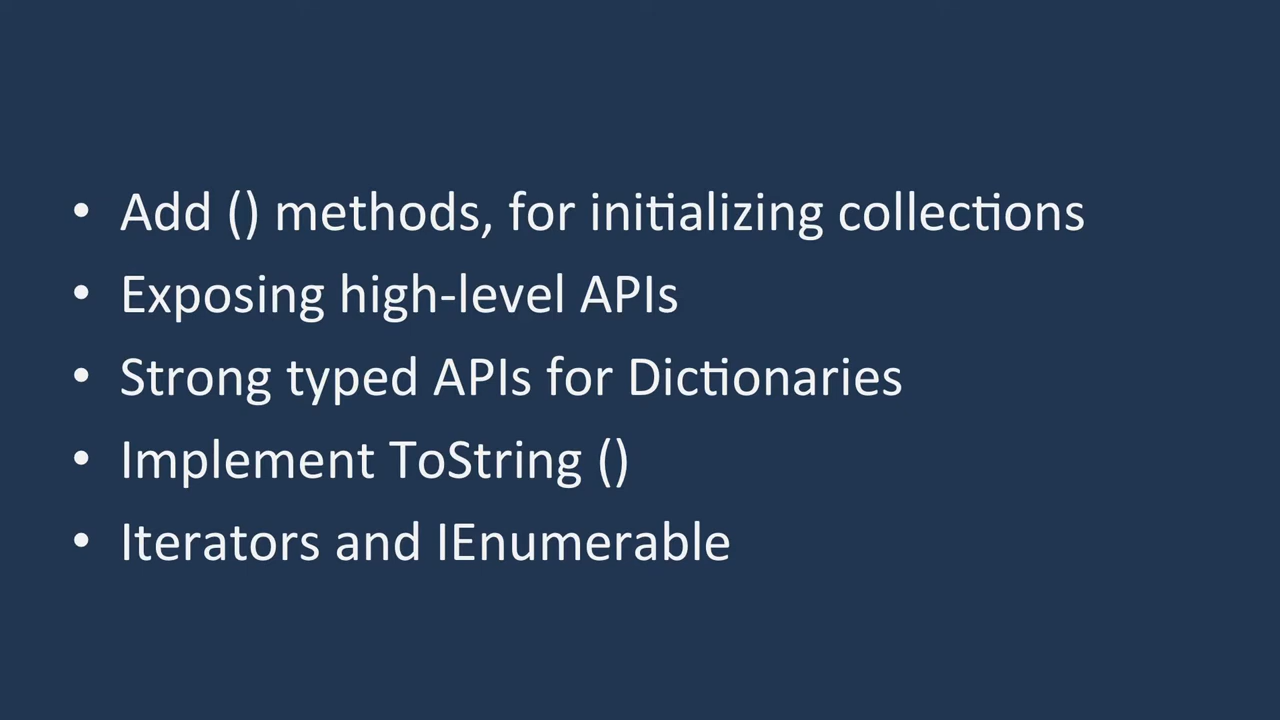 • Add () methods, for initializing collections
• Exposing high-level APIs
• Strong typed APIs for Dictionaries
• Implement ToString ()
• Iterators and IEnumerable